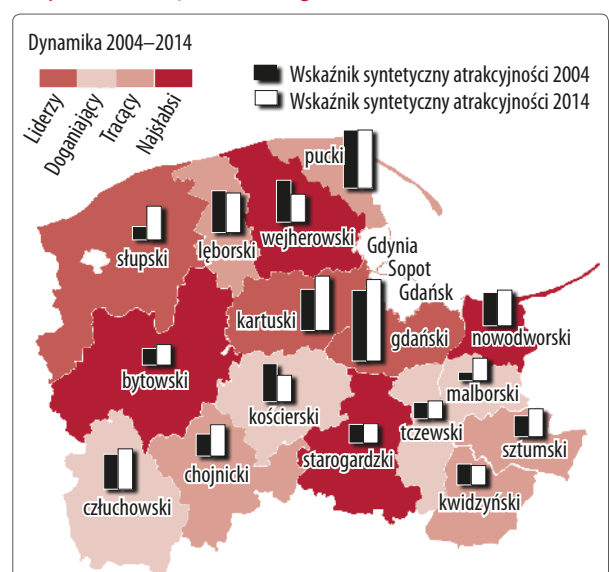 Dynamika 2004–2014
Liderzy
Doganiający
Tracący
Najsłabsi
Wskaźnik syntetyczny atrakcyjności 2004
Wskaźnik syntetyczny atrakcyjności 2014
pucki
wejherowski
lęborski
słupski
Gdynia
Sopot
Gdańsk
kartuski
gdański
nowodworski
bytowski
malborski
kościerski
tczewski
sztumski
starogardzki
chojnicki
człuchowski
kwidzyński